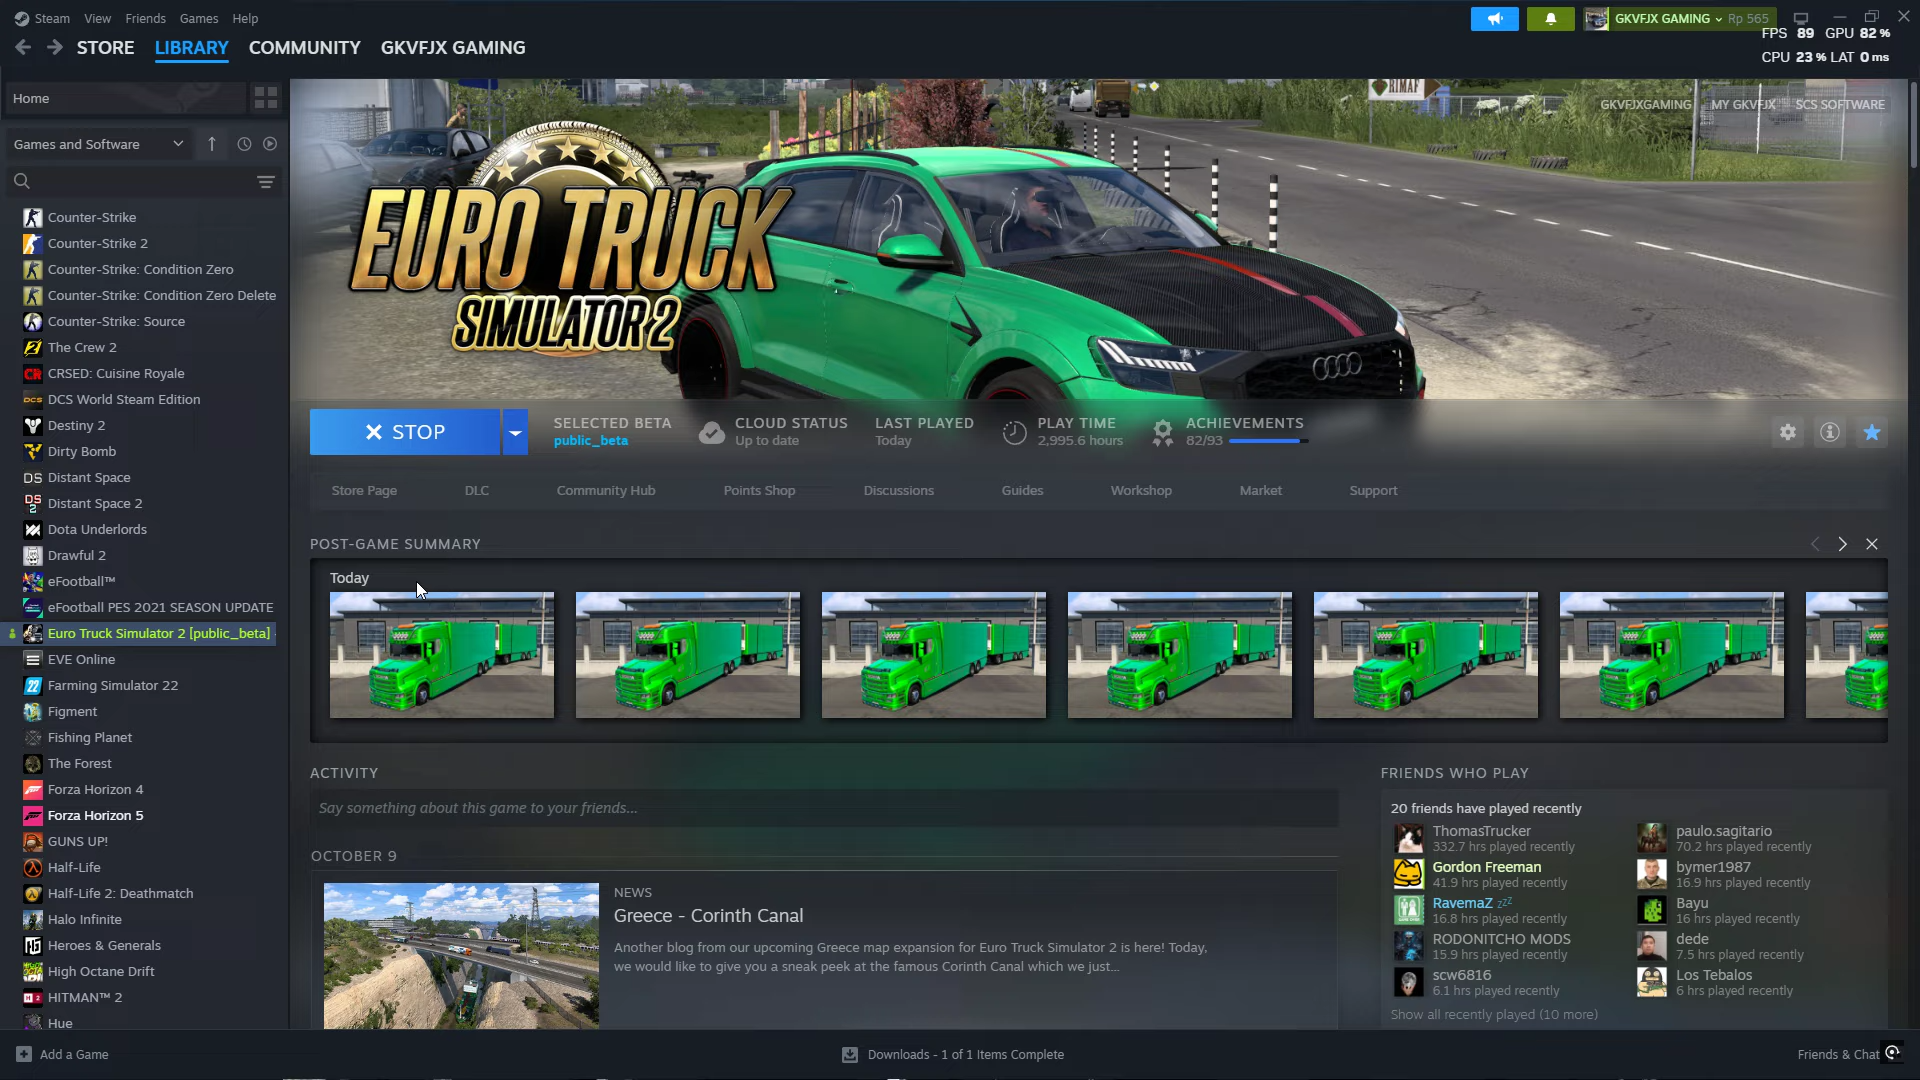 Steam View Friends Games Help
GKVFJX GAMING Rp 565
FPS 89 GPU 82 %
CPU 23 % LAT 0 ms
STORE LIBRARY COMMUNITY GKVFJX GAMING
Home
Games and Software
Counter-Strike
Counter-Strike 2
Counter-Strike: Condition Zero
Counter-Strike: Condition Zero Delete
Counter-Strike: Source
The Crew 2
CRSED: Cuisine Royale
DCS World Steam Edition
Destiny 2
Dirty Bomb
Distant Space
Distant Space 2
Dota Underlords
Drawful 2
eFootball™
eFootball PES 2021 SEASON UPDATE
Euro Truck Simulator 2 [public_beta]
EVE Online
Farming Simulator 22
Figment
Fishing Planet
The Forest
Forza Horizon 4
Forza Horizon 5
GUNS UP!
Half-Life
Half-Life 2: Deathmatch
Halo Infinite
Heroes & Generals
High Octane Drift
HITMAN™ 2
Hue
RIMAF
GKVFJXGAMING MY GKVFJX SCS SOFTWARE
EURO TRUCK
SIMULATOR 2
STOP
SELECTED BETA
public_beta
CLOUD STATUS
Up to date
LAST PLAYED
Today
PLAY TIME
2,995.6 hours
ACHIEVEMENTS
82/93
Store Page DLC Community Hub Points Shop Discussions Guides Workshop Market Support
POST-GAME SUMMARY
Today
ACTIVITY
Say something about this game to your friends...
OCTOBER 9
NEWS
Greece - Corinth Canal
Another blog from our upcoming Greece map expansion for Euro Truck Simulator 2 is here! Today,
we would like to give you a sneak peek at the famous Corinth Canal which we just...
FRIENDS WHO PLAY
20 friends have played recently
ThomasTrucker
332.7 hrs played recently
paulo.sagitario
70.2 hrs played recently
Gordon Freeman
41.9 hrs played recently
bymer1987
16.9 hrs played recently
RavemaZ zzZ
16.8 hrs played recently
Bayu
16 hrs played recently
RODONITCHO MODS
15.9 hrs played recently
dede
7.5 hrs played recently
scw6816
6.1 hrs played recently
Los Tebalos
6 hrs played recently
Show all recently played (10 more)
Add a Game
Downloads - 1 of 1 Items Complete
Friends & Chat